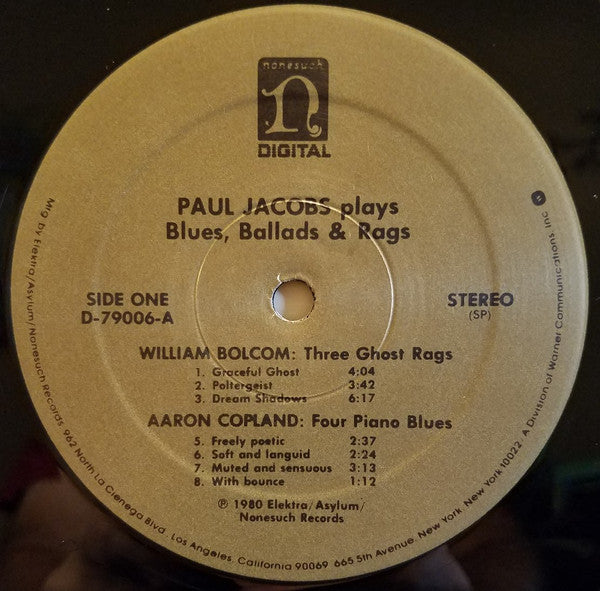 nonesuch
n
DIGITAL
PAUL JACOBS plays
Blues, Ballads & Rags
SIDE ONE
D-79006-A
STEREO
(SP)
WILLIAM BOLCOM: Three Ghost Rags
1. Graceful Ghost 4:04
2. Poltergeist 3:42
3. Dream Shadows 6:17
AARON COPLAND: Four Piano Blues
5. Freely poetic 2:37
6. Soft and languid 2:24
7. Muted and sensuous 3:13
8. With bounce 1:12
℗ 1980 Elektra/Asylum/
Nonesuch Records
Mfg by Elektra/Asylum/Nonesuch Records 962 North La Cienega Blvd. Los Angeles, California 90069 665 5th Avenue, New York, New York 10022 A Division of Warner Communications, Inc